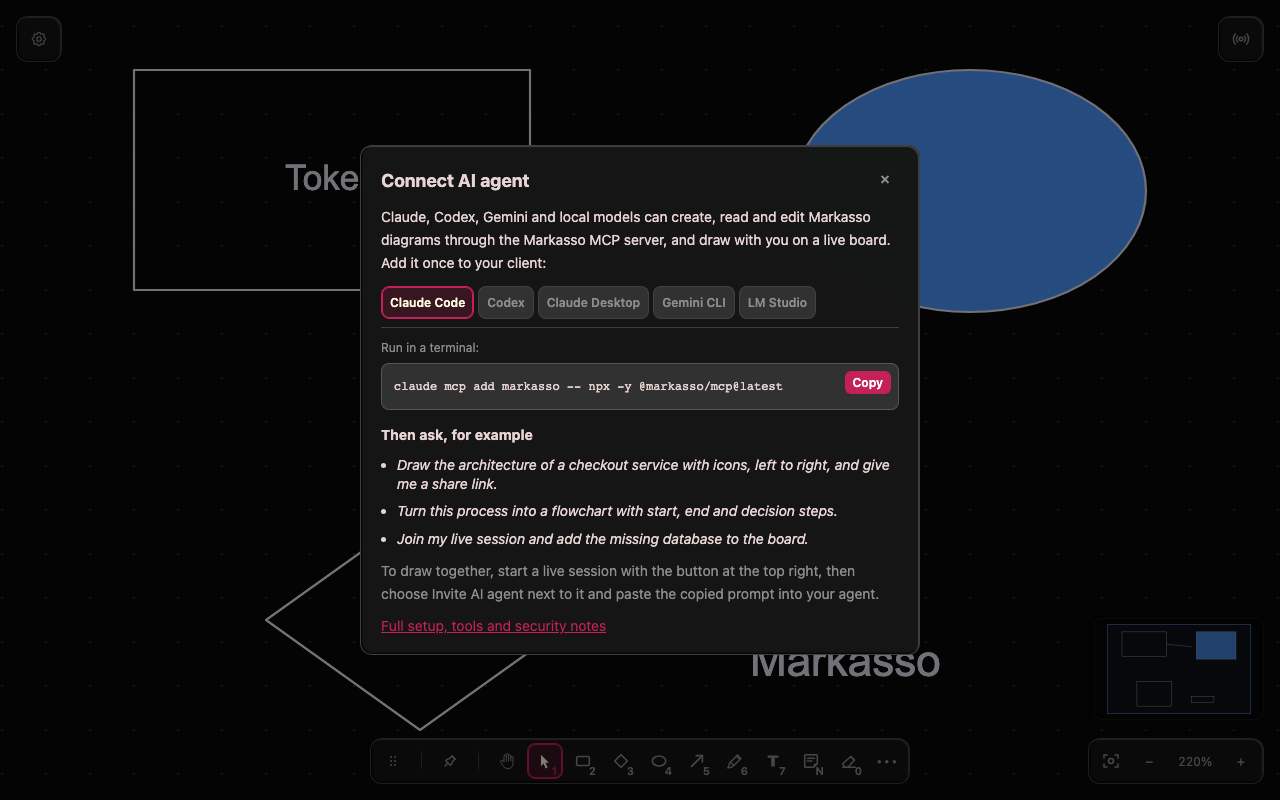 Toke
Connect AI agent
×
Claude, Codex, Gemini and local models can create, read and edit Markasso
diagrams through the Markasso MCP server, and draw with you on a live board.
Add it once to your client:
Claude Code
Codex
Claude Desktop
Gemini CLI
LM Studio
Run in a terminal:
claude mcp add markasso -- npx -y @markasso/mcp@latest
Copy
Then ask, for example
• Draw the architecture of a checkout service with icons, left to right, and give
me a share link.
• Turn this process into a flowchart with start, end and decision steps.
• Join my live session and add the missing database to the board.
To draw together, start a live session with the button at the top right, then
choose Invite AI agent next to it and paste the copied prompt into your agent.
Full setup, tools and security notes
Markasso
1
2
3
4
5
6
T 7
N
0
− 220% +